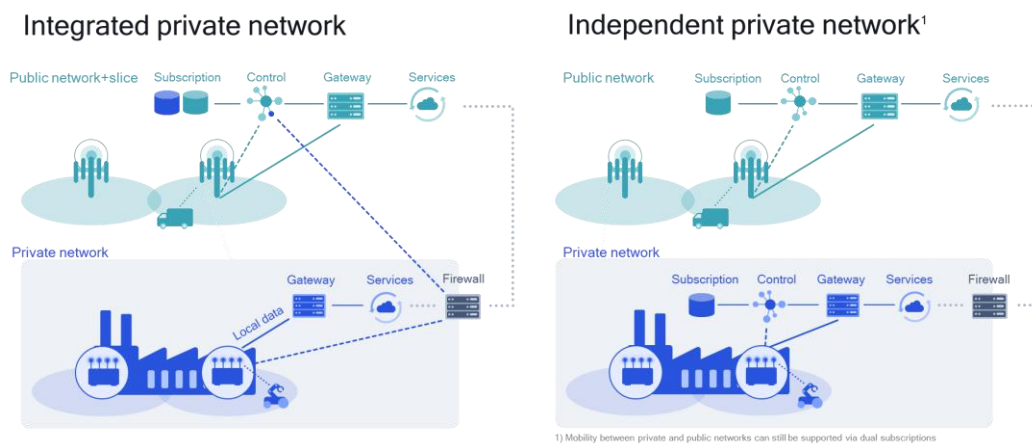 Integrated private network
Public network+slice
Subscription
Control
Gateway
Services
Private network
Gateway
Services
Firewall
Local data
Independent private network¹
Public network
Subscription
Control
Gateway
Services
Private network
Subscription
Control
Gateway
Services
Firewall
1) Mobility between private and public networks can still be supported via dual subscriptions